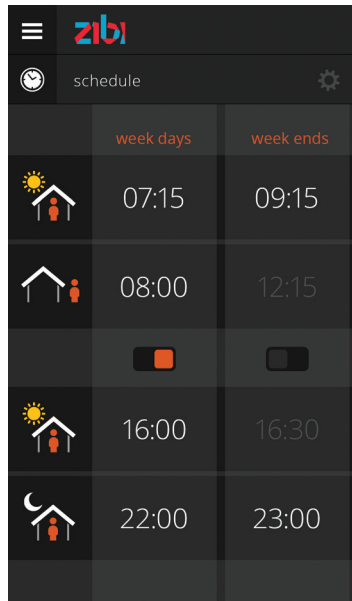 zibi
schedule
week days week ends
07:15 09:15
08:00 12:15
16:00 16:30
22:00 23:00